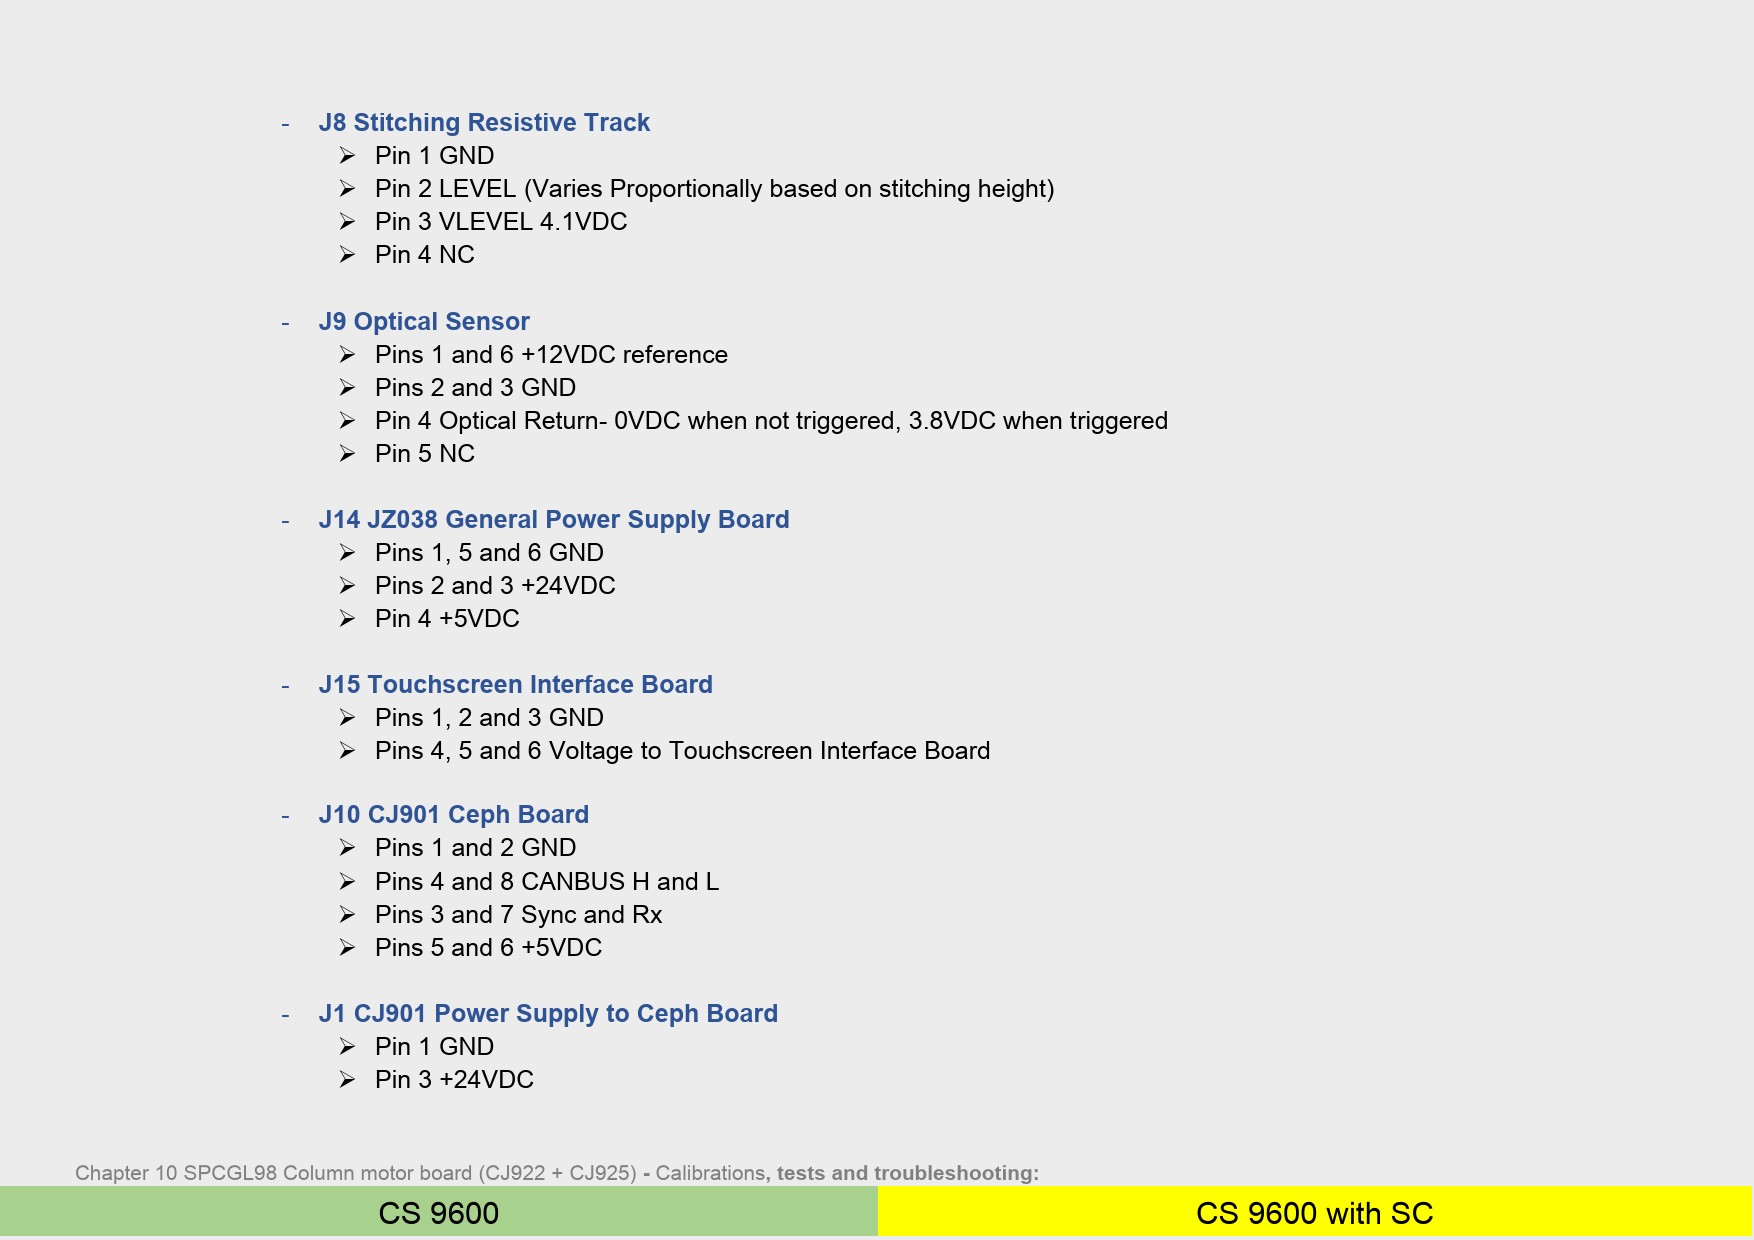 - J8 Stitching Resistive Track
➢ Pin 1 GND
➢ Pin 2 LEVEL (Varies Proportionally based on stitching height)
➢ Pin 3 VLEVEL 4.1VDC
➢ Pin 4 NC
- J9 Optical Sensor
➢ Pins 1 and 6 +12VDC reference
➢ Pins 2 and 3 GND
➢ Pin 4 Optical Return- 0VDC when not triggered, 3.8VDC when triggered
➢ Pin 5 NC
- J14 JZ038 General Power Supply Board
➢ Pins 1, 5 and 6 GND
➢ Pins 2 and 3 +24VDC
➢ Pin 4 +5VDC
- J15 Touchscreen Interface Board
➢ Pins 1, 2 and 3 GND
➢ Pins 4, 5 and 6 Voltage to Touchscreen Interface Board
- J10 CJ901 Ceph Board
➢ Pins 1 and 2 GND
➢ Pins 4 and 8 CANBUS H and L
➢ Pins 3 and 7 Sync and Rx
➢ Pins 5 and 6 +5VDC
- J1 CJ901 Power Supply to Ceph Board
➢ Pin 1 GND
➢ Pin 3 +24VDC
Chapter 10 SPCGL98 Column motor board (CJ922 + CJ925) - Calibrations, tests and troubleshooting:
CS 9600
CS 9600 with SC